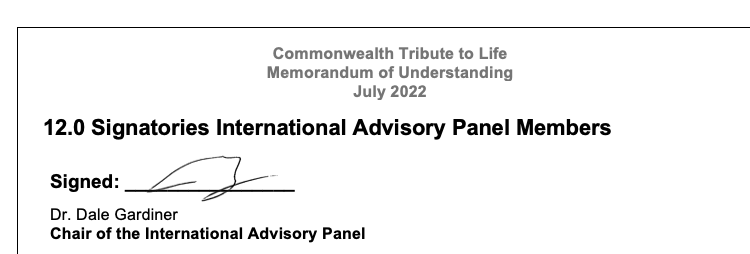 Commonwealth Tribute to Life
Memorandum of Understanding
July 2022
12.0 Signatories International Advisory Panel Members
Signed:
Dr. Dale Gardiner
Chair of the International Advisory Panel